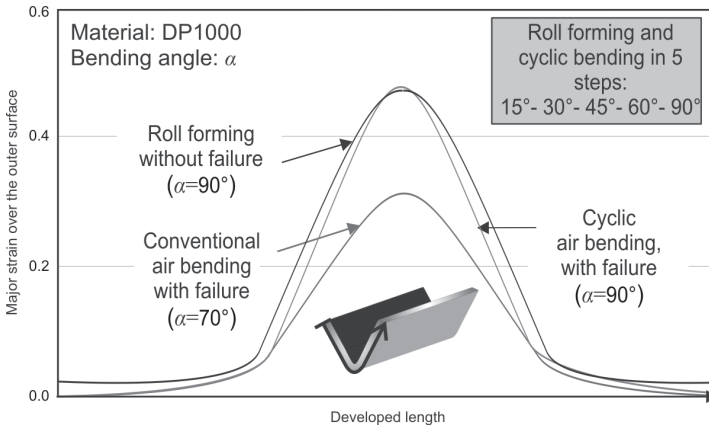 0.6
Material: DP1000
Bending angle: α
Roll forming and
cyclic bending in 5
steps:
15°- 30°- 45°- 60°- 90°
Major strain over the outer surface
0.4
Roll forming
without failure
(α=90°)
Conventional
air bending
with failure
(α=70°)
Cyclic
air bending,
with failure
(α=90°)
0.2
0.0
Developed length